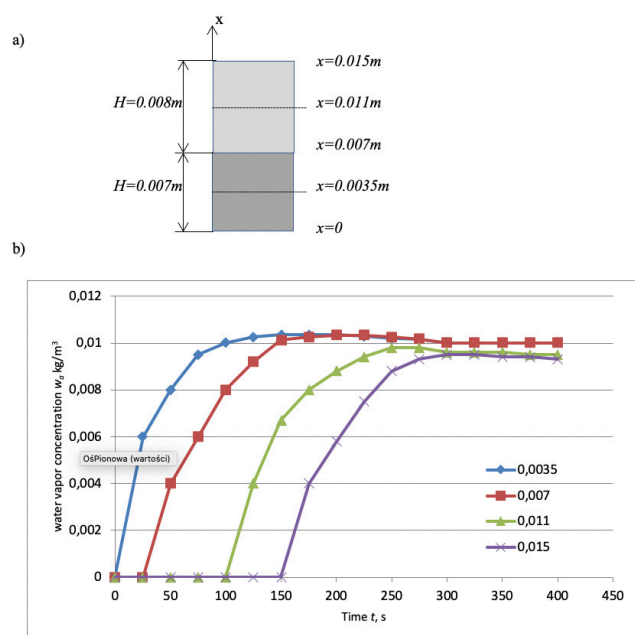 a)
x
x=0.015m
H=0.008m
x=0.011m
x=0.007m
H=0.007m
x=0.0035m
x=0
b)
0,012
0,01
0,008
0,006
0,004
0,002
0
water vapor concentration wᵥ kg/m³
OśPionowa (wartości)
0,0035
0,007
0,011
0,015
0 50 100 150 200 250 300 350 400 450
Time t, s